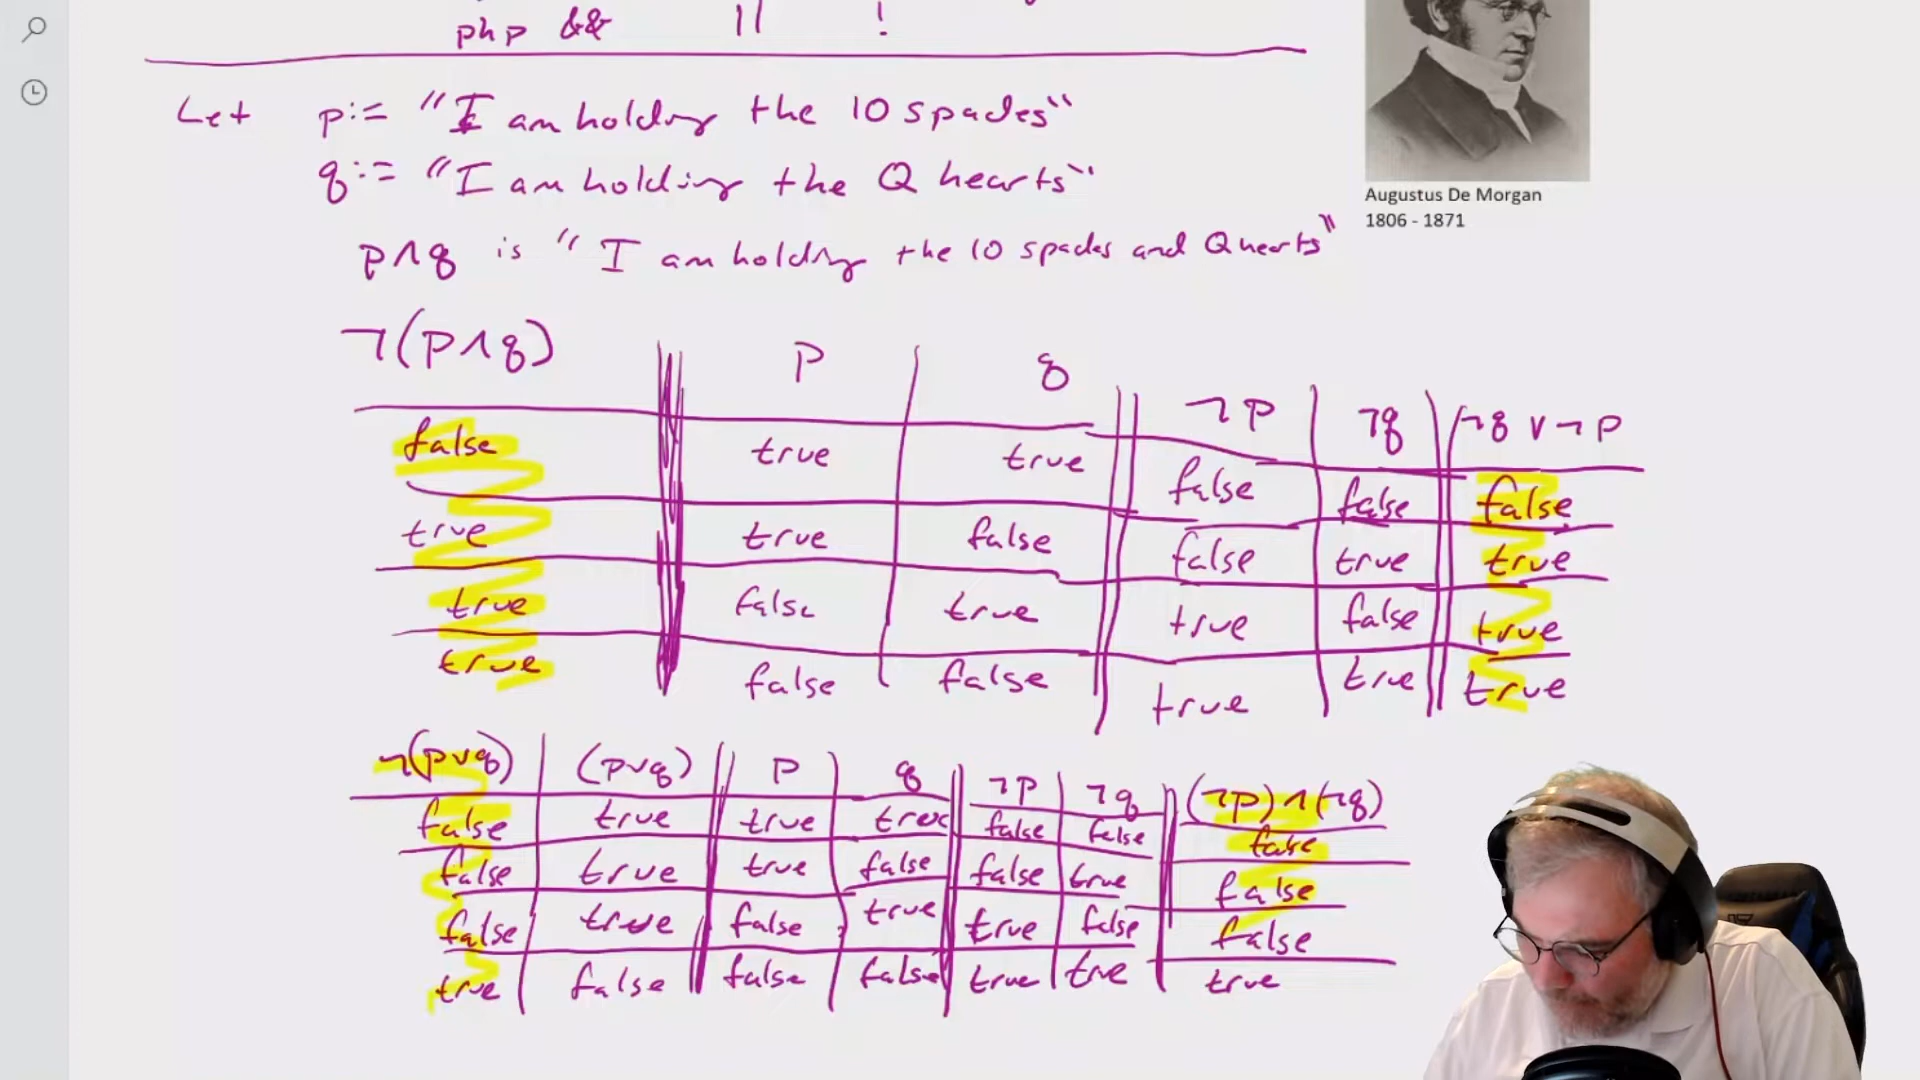 php && || !
Let p:= "I am holding the 10 spades"
q:= "I am holding the Q hearts"
Augustus De Morgan
1806 - 1871
p∧q is "I am holding the 10 spades and Q hearts"
¬(p∧q) P q ¬p ¬q ¬q ∨ ¬p
false true true false false false
true true false false true true
true false true true false true
true false false true true true
¬(p∨q) (p∨q) P q ¬p ¬q (¬p)∧(¬q)
false true true true false false false
false true true false false true false
false true false true true false false
true false false false true true true